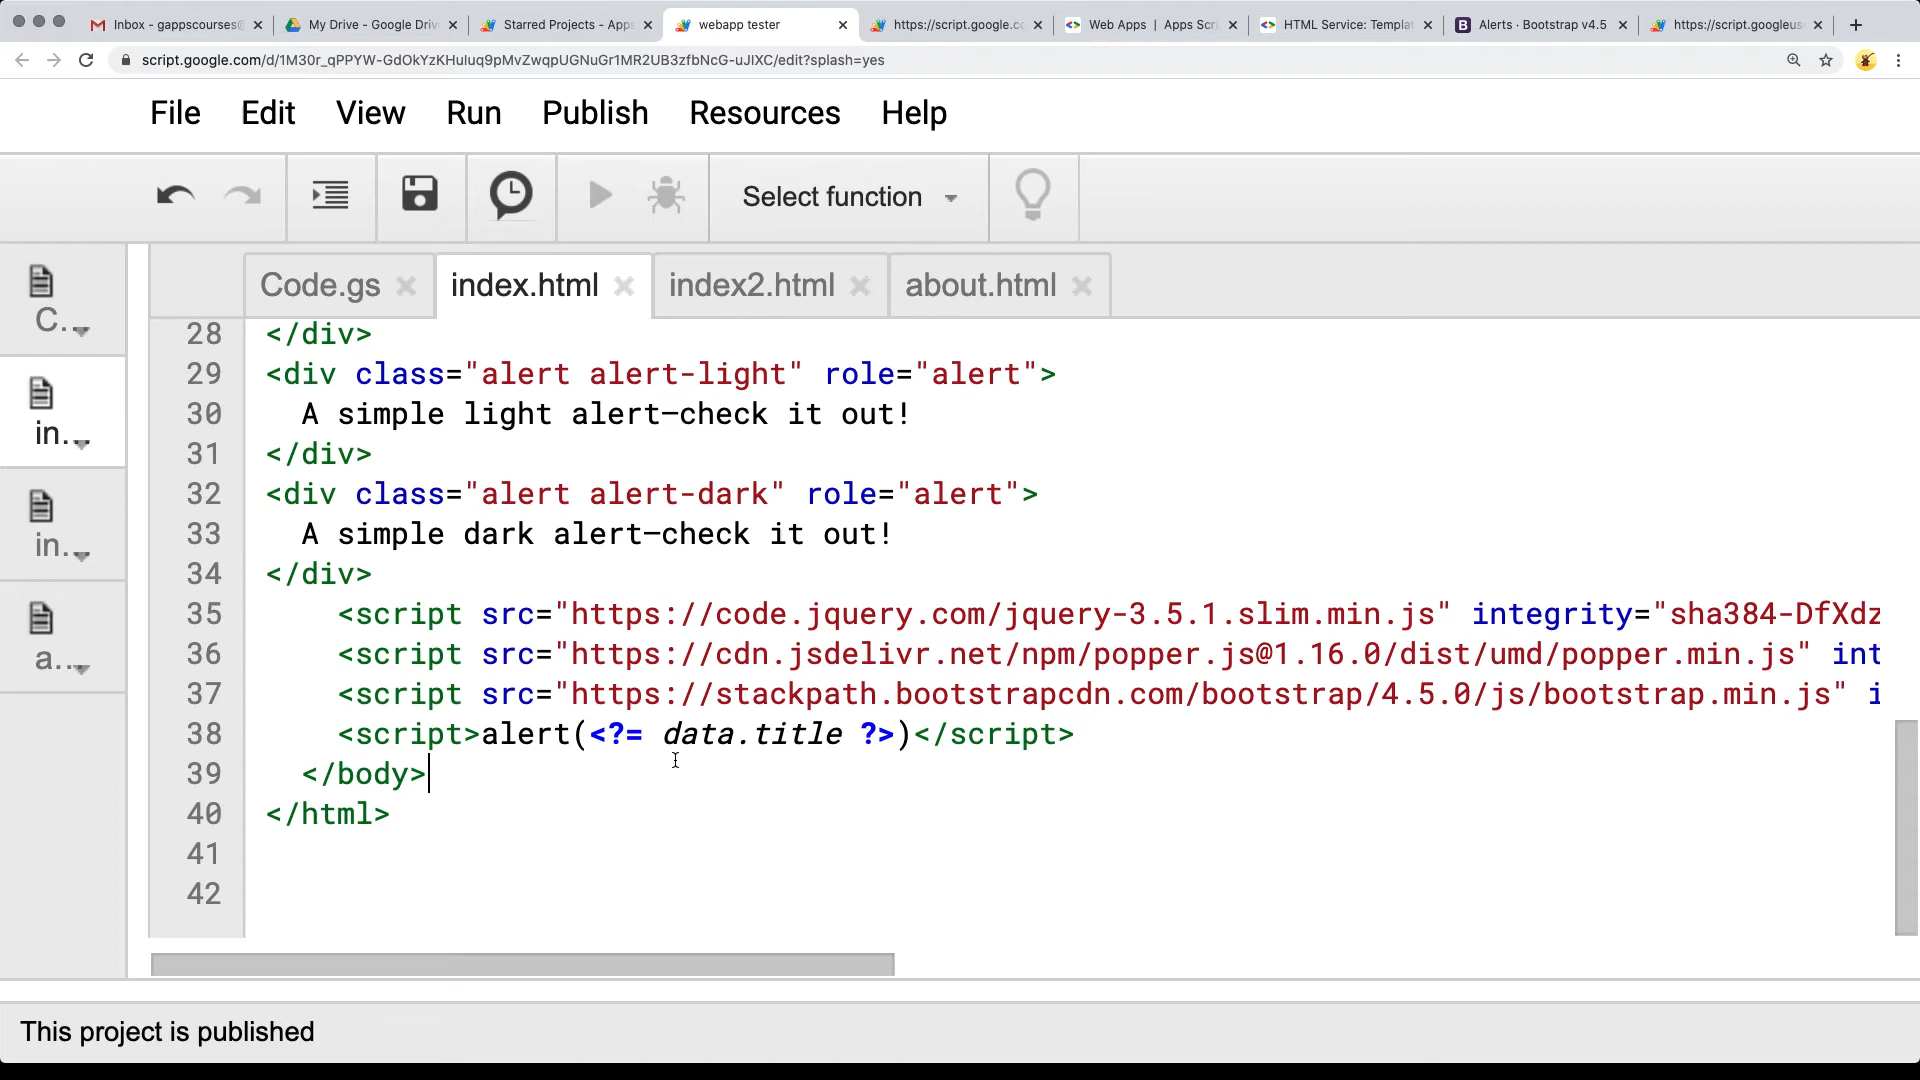 Inbox - gappscourses@
My Drive - Google Driv
Starred Projects - Apps
webapp tester
https://script.google.co
Web Apps | Apps Scri
HTML Service: Templat
Alerts · Bootstrap v4.5
https://script.googleus
script.google.com/d/1M30r_qPPYW-GdOkYzKHuluq9pMvZwqpUGNuGr1MR2UB3zfbNcG-uJIXC/edit?splash=yes
File Edit View Run Publish Resources Help
Select function
C..
in..
in..
a..
Code.gs
index.html
index2.html
about.html
28 </div>
29 <div class="alert alert-light" role="alert">
30 A simple light alert—check it out!
31 </div>
32 <div class="alert alert-dark" role="alert">
33 A simple dark alert—check it out!
34 </div>
35 <script src="https://code.jquery.com/jquery-3.5.1.slim.min.js" integrity="sha384-DfXdz
36 <script src="https://cdn.jsdelivr.net/npm/popper.js@1.16.0/dist/umd/popper.min.js" int
37 <script src="https://stackpath.bootstrapcdn.com/bootstrap/4.5.0/js/bootstrap.min.js" i
38 <script>alert(<?= data.title ?>)</script>
39 </body>
40 </html>
41
42
This project is published